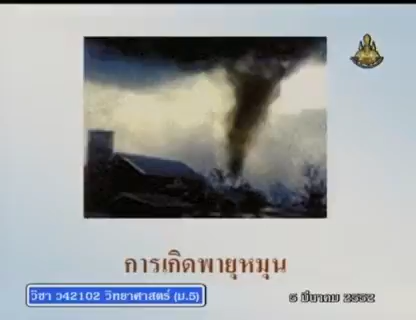 การเกิดพายุหมุน
วิชา ว42102 วิทยาศาสตร์ (ม.5)
5 มีนาคม 2552